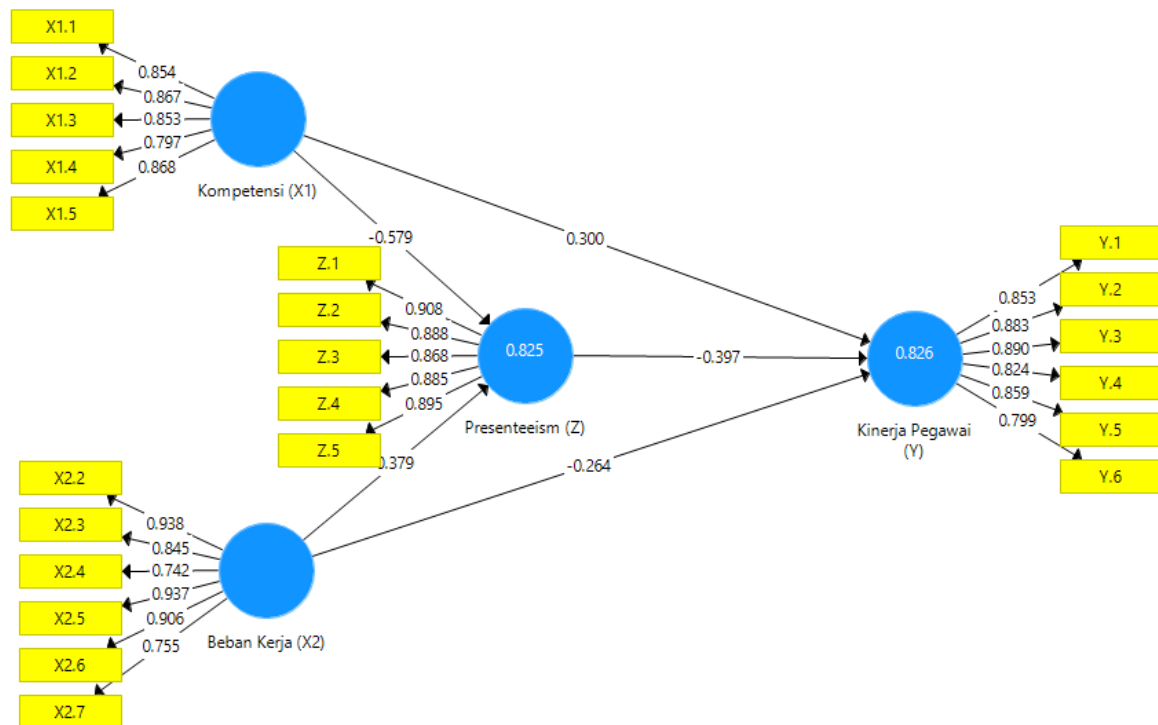 X1.1
X1.2
X1.3
X1.4
X1.5
0.854
0.867
0.853
0.797
0.868
Kompetensi (X1)
-0.579
0.300
Z.1
Z.2
Z.3
Z.4
Z.5
0.908
0.888
0.868
0.885
0.895
0.825
Presenteeism (Z)
-0.397
0.379
-0.264
X2.2
X2.3
X2.4
X2.5
X2.6
X2.7
0.938
0.845
0.742
0.937
0.906
0.755
Beban Kerja (X2)
0.826
Kinerja Pegawai
(Y)
0.853
0.883
0.890
0.824
0.859
0.799
Y.1
Y.2
Y.3
Y.4
Y.5
Y.6